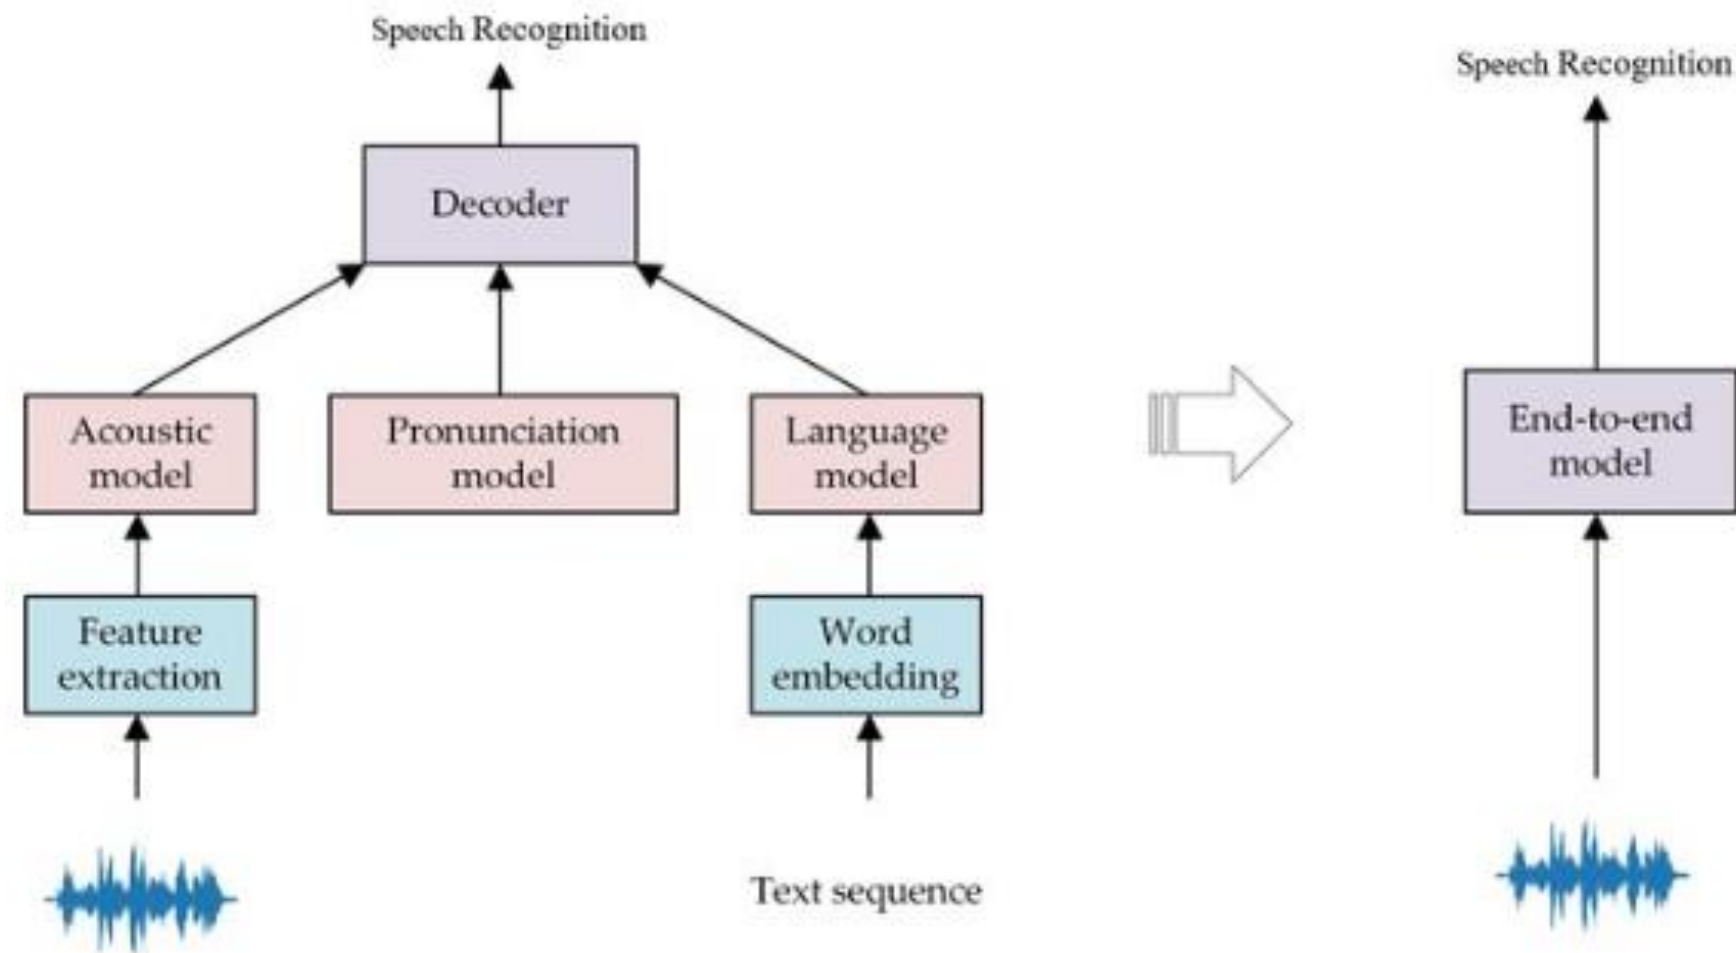 Speech Recognition
Decoder
Acoustic
model
Pronunciation
model
Language
model
Feature
extraction
Word
embedding
Text sequence
Speech Recognition
End-to-end
model